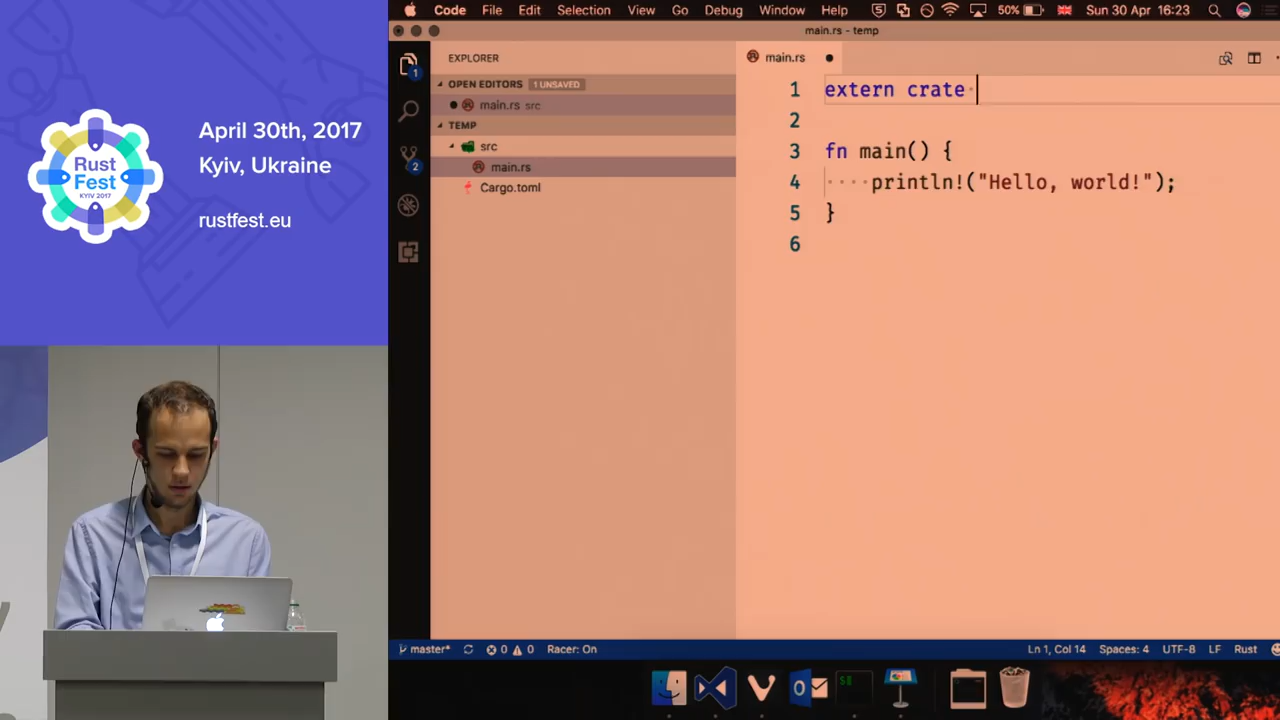 April 30th, 2017
Kyiv, Ukraine
rustfest.eu
Rust
Fest
KYIV 2017
Code File Edit Selection View Go Debug Window Help 50% Sun 30 Apr 16:23
main.rs - temp
EXPLORER
OPEN EDITORS 1 UNSAVED
main.rs src
TEMP
src
main.rs
Cargo.toml
1
2
main.rs
1 extern crate
2
3 fn main() {
4 println!("Hello, world!");
5 }
6
master* 0 0 Racer: On Ln 1, Col 14 Spaces: 4 UTF-8 LF Rust